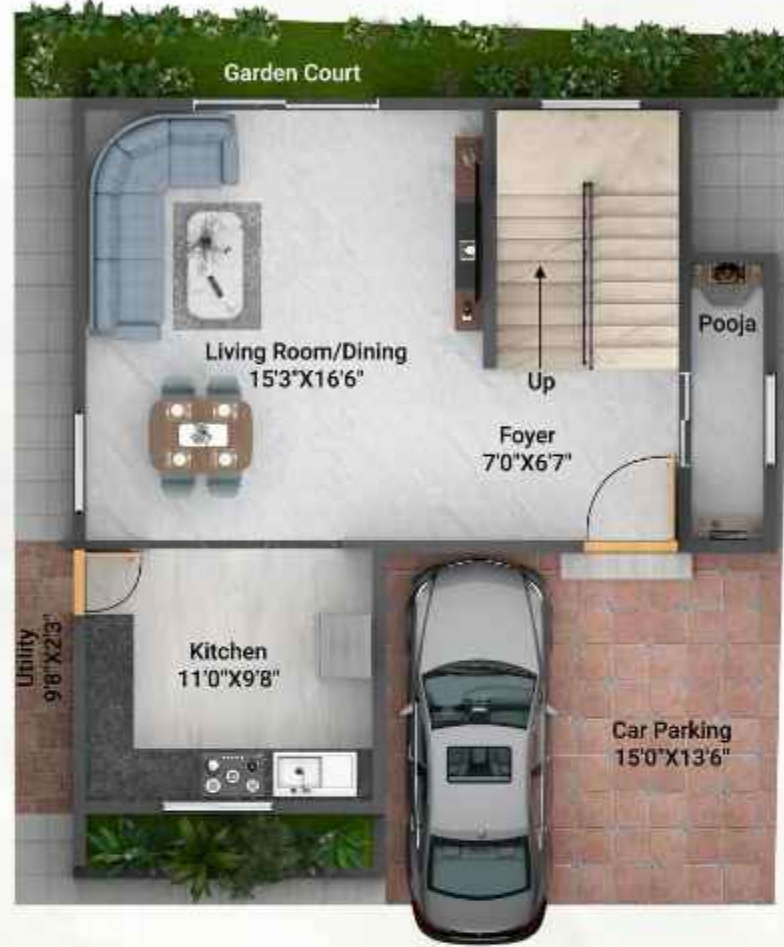 Garden Court
Living Room/Dining
15'3"X16'6"
Up
Pooja
Foyer
7'0"X6'7"
Kitchen
11'0"X9'8"
Utility
9'8"X2'3"
Car Parking
15'0"X13'6"